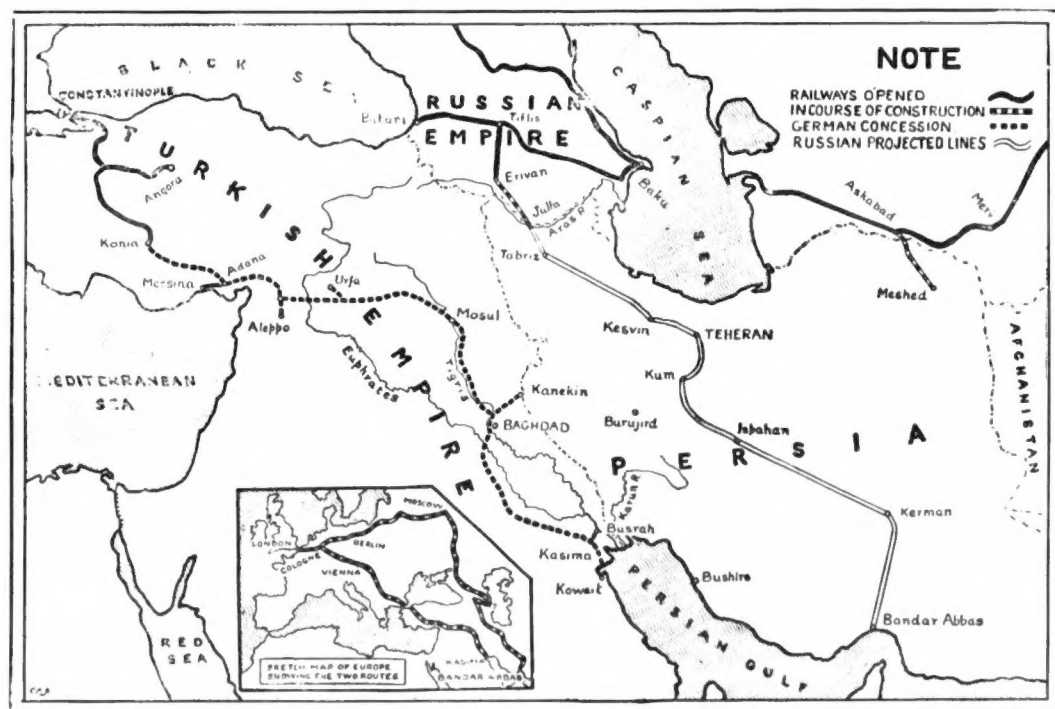 NOTE
RAILWAYS OPENED
IN COURSE OF CONSTRUCTION
GERMAN CONCESSION
RUSSIAN PROJECTED LINES
BLACK SEA
CONSTANTINOPLE
RUSSIAN
EMPIRE
Batum
Tiflis
CASPIAN SEA
TURKISH EMPIRE
Angora
Erivan
Julfa
Aras R.
Baku
Askabad
Merv
Konia
Tabriz
Adana
Mersina
Urfa
Meshed
Aleppo
Mosul
Kesvin
TEHERAN
AFGHANISTAN
Euphrates
Tigris
MEDITERRANEAN
SEA
Kum
Kanekin
BAGHDAD
Burujird
Ispahan
PERSIA
Karun R.
Kerman
Busrah
Kasima
Koweit
Bushire
PERSIAN GULF
Bandar Abbas
RED
SEA
MOSCOW
LONDON
BERLIN
COLOGNE
VIENNA
KASIMA
BANDAR ABBAS
SKETCH MAP OF EUROPE
SHOWING THE TWO ROUTES